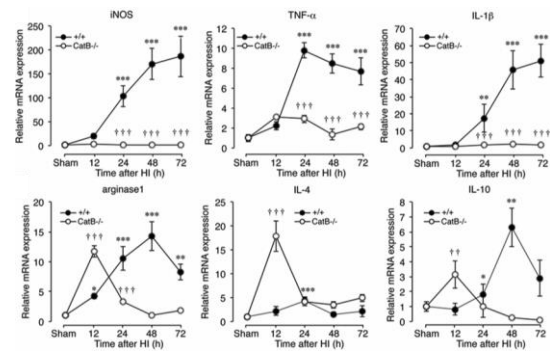 iNOS
+/+
CatB-/-
Relative mRNA expression
250
200
150
100
50
0
***
***
***
†††
†††
†††
Sham 12 24 48 72
Time after HI (h)
TNF-α
+/+
CatB-/-
Relative mRNA expression
12
10
8
6
4
2
0
***
***
***
†††
†††
†††
Sham 12 24 48 72
Time after HI (h)
IL-1β
+/+
CatB-/-
Relative mRNA expression
70
60
50
40
30
20
10
0
**
***
***
†††
†††
†††
Sham 12 24 48 72
Time after HI (h)
arginase1
+/+
CatB-/-
Relative mRNA expression
20
15
10
5
0
†††
*
***
†††
***
**
Sham 12 24 48 72
Time after HI (h)
IL-4
+/+
CatB-/-
Relative mRNA expression
25
20
15
10
5
0
†††
***
Sham 12 24 48 72
Time after HI (h)
IL-10
+/+
CatB-/-
Relative mRNA expression
8
7
6
5
4
3
2
1
0
††
*
**
Sham 12 24 48 72
Time after HI (h)